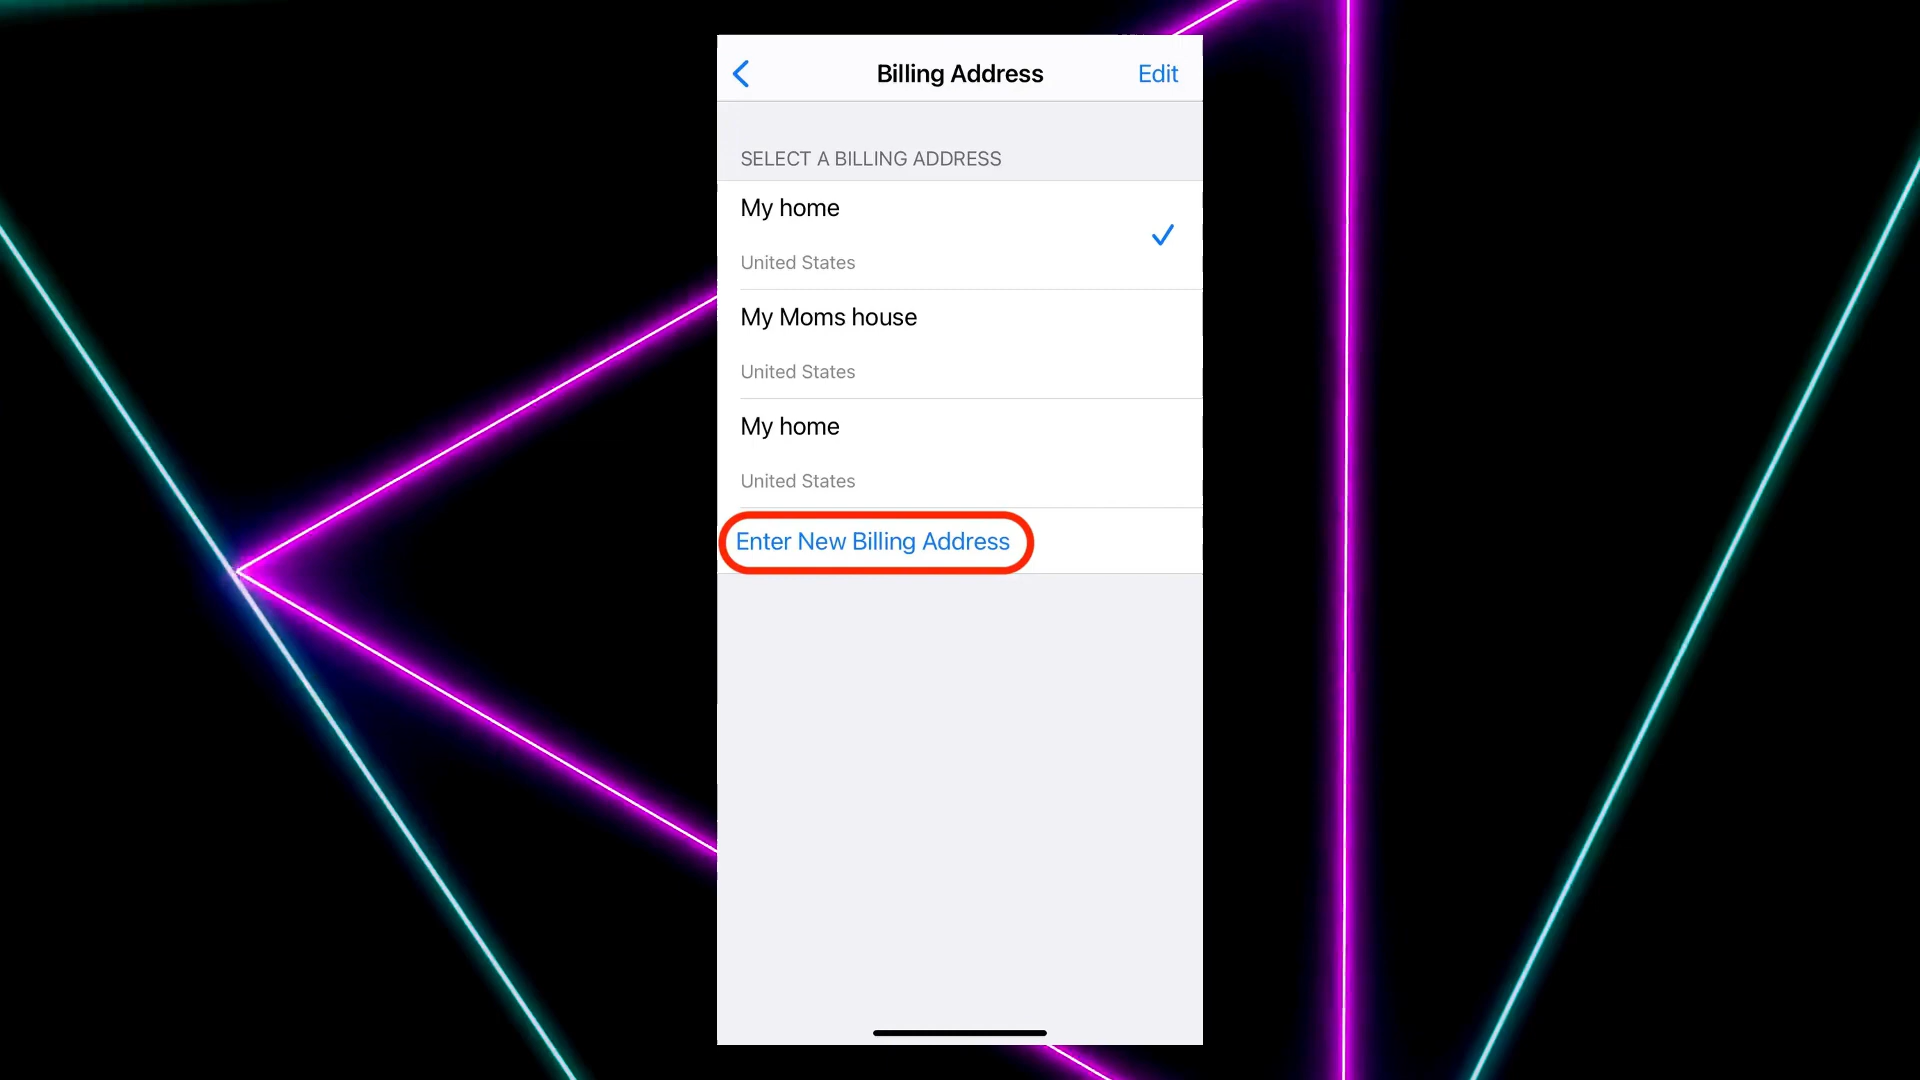 Billing Address
Edit
SELECT A BILLING ADDRESS
My home
United States
My Moms house
United States
My home
United States
Enter New Billing Address